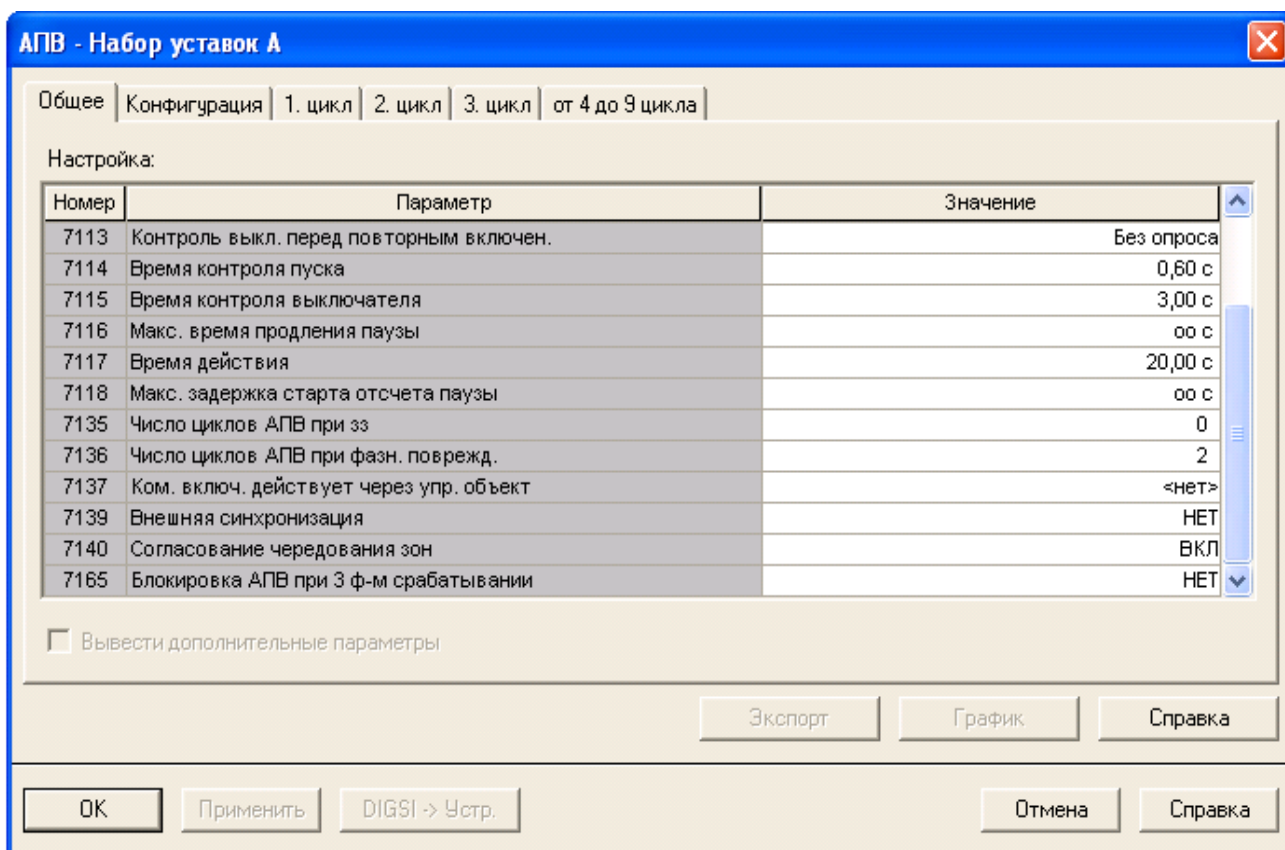 АПВ - Набор уставок А
Общее Конфигурация 1. цикл 2. цикл 3. цикл от 4 до 9 цикла
Настройка:
Номер Параметр Значение
7113 Контроль выкл. перед повторным включен. Без опроса
7114 Время контроля пуска 0,60 с
7115 Время контроля выключателя 3,00 с
7116 Макс. время продления паузы oo с
7117 Время действия 20,00 с
7118 Макс. задержка старта отсчета паузы oo с
7135 Число циклов АПВ при зз 0
7136 Число циклов АПВ при фазн. поврежд. 2
7137 Ком. включ. действует через упр. объект <нет>
7139 Внешняя синхронизация НЕТ
7140 Согласование чередования зон ВКЛ
7165 Блокировка АПВ при 3 ф-м срабатывании НЕТ
Вывести дополнительные параметры
Экспорт График Справка
OK Применить DIGSI -> Устр. Отмена Справка